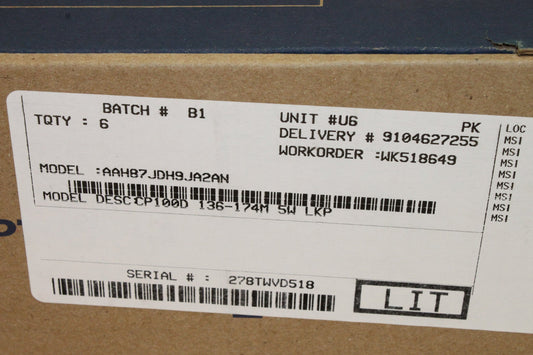 BATCH # B1 UNIT #U6 PK
TQTY : 6 DELIVERY # 9104627255
WORKORDER :WK518649
MODEL :AAH87JDH9JA2AN
MODEL DESC:CP100D 136-174M 5W LKP
SERIAL # : 278TWVD518
LIT
LOC
MSI
MSI
MSI
MSI
MSI
MSI
MSI